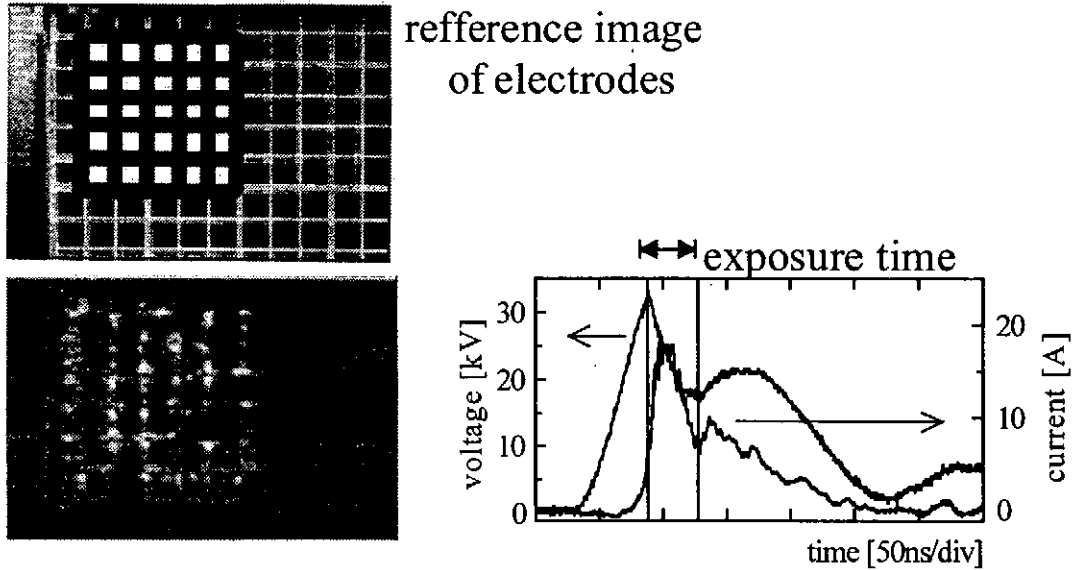 refference image
of electrodes
exposure time
voltage [kV]
30
20
10
0
20
10
0
current [A]
time [50ns/div]